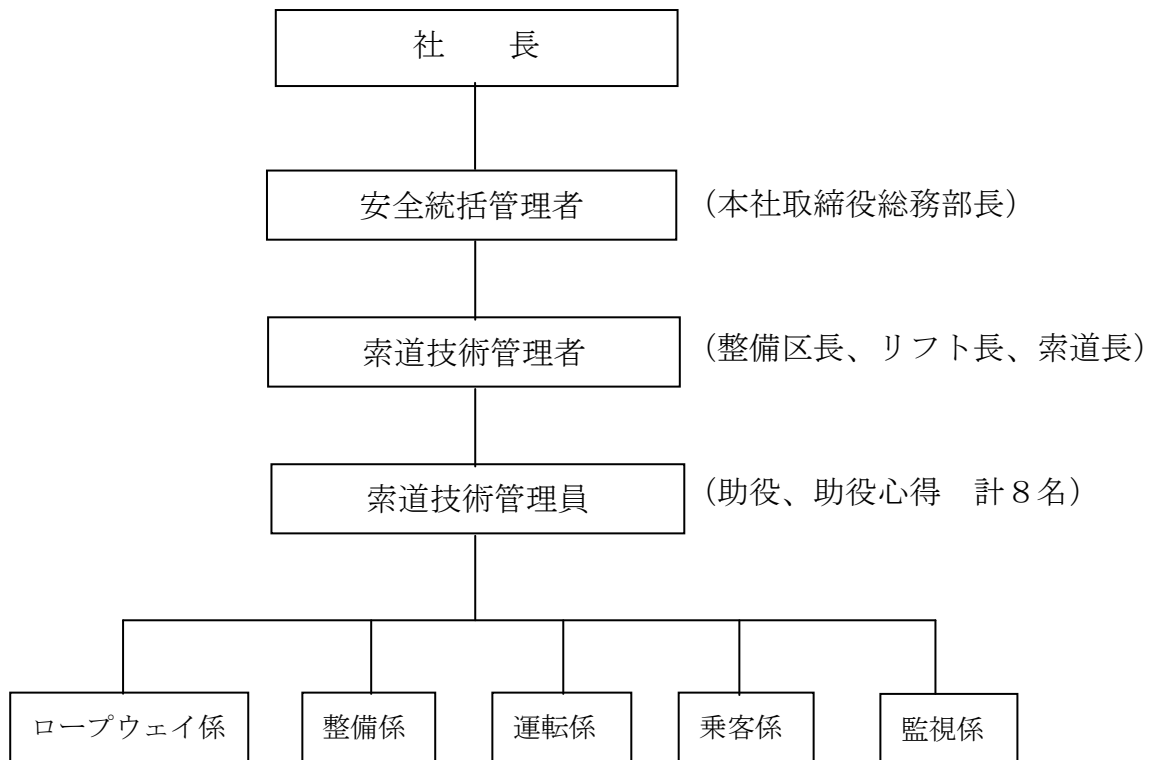 社　　長
安全統括管理者　（本社取締役総務部長）
索道技術管理者　（整備区長、リフト長、索道長）
索道技術管理員　（助役、助役心得　計８名）
ロープウェイ係　整備係　運転係　乗客係　監視係